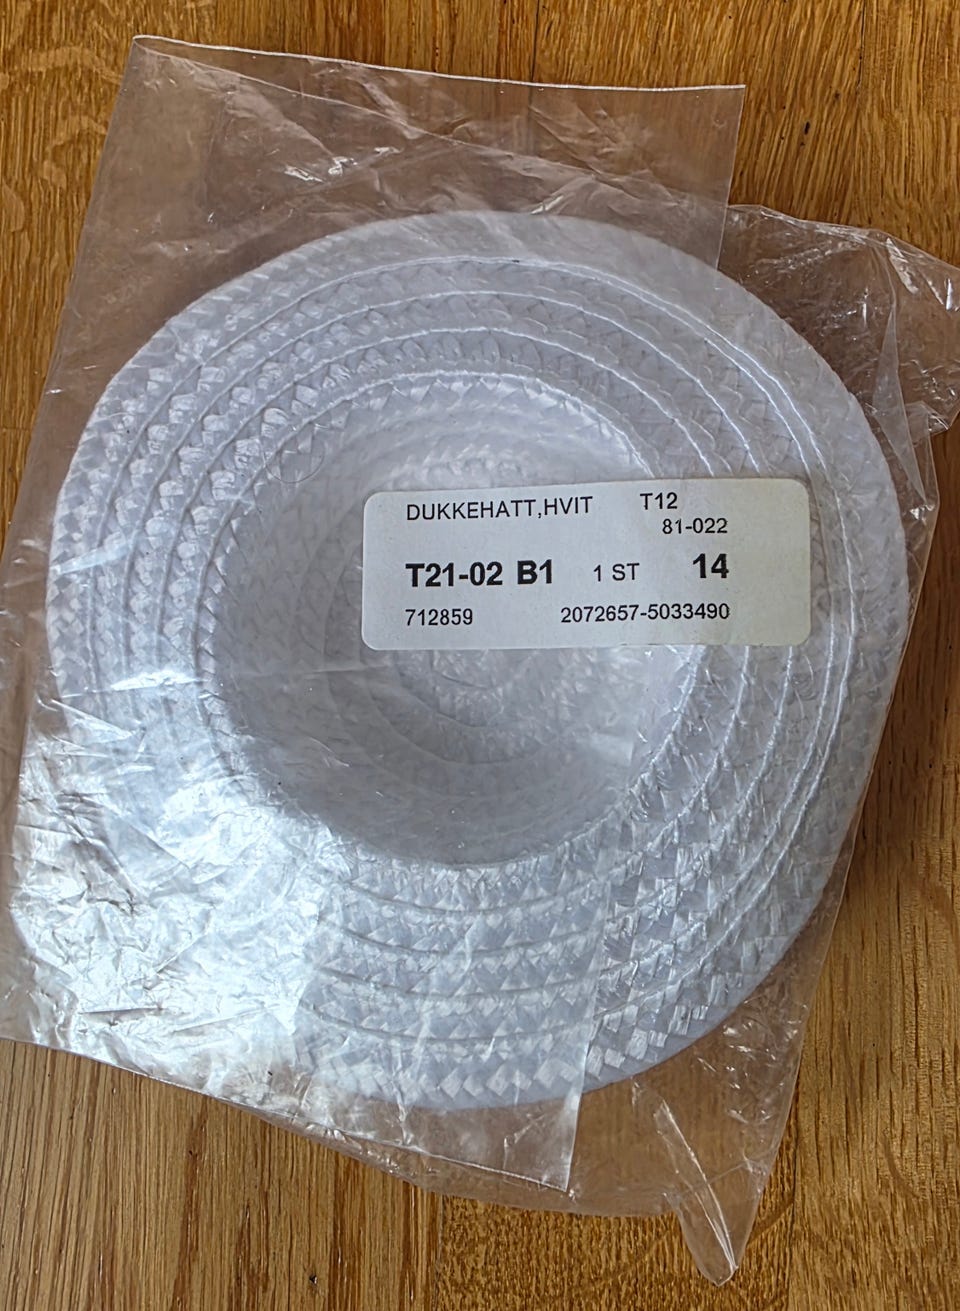 DUKKEHATT,HVIT T12
81-022
T21-02 B1 1 ST 14
712859 2072657-5033490